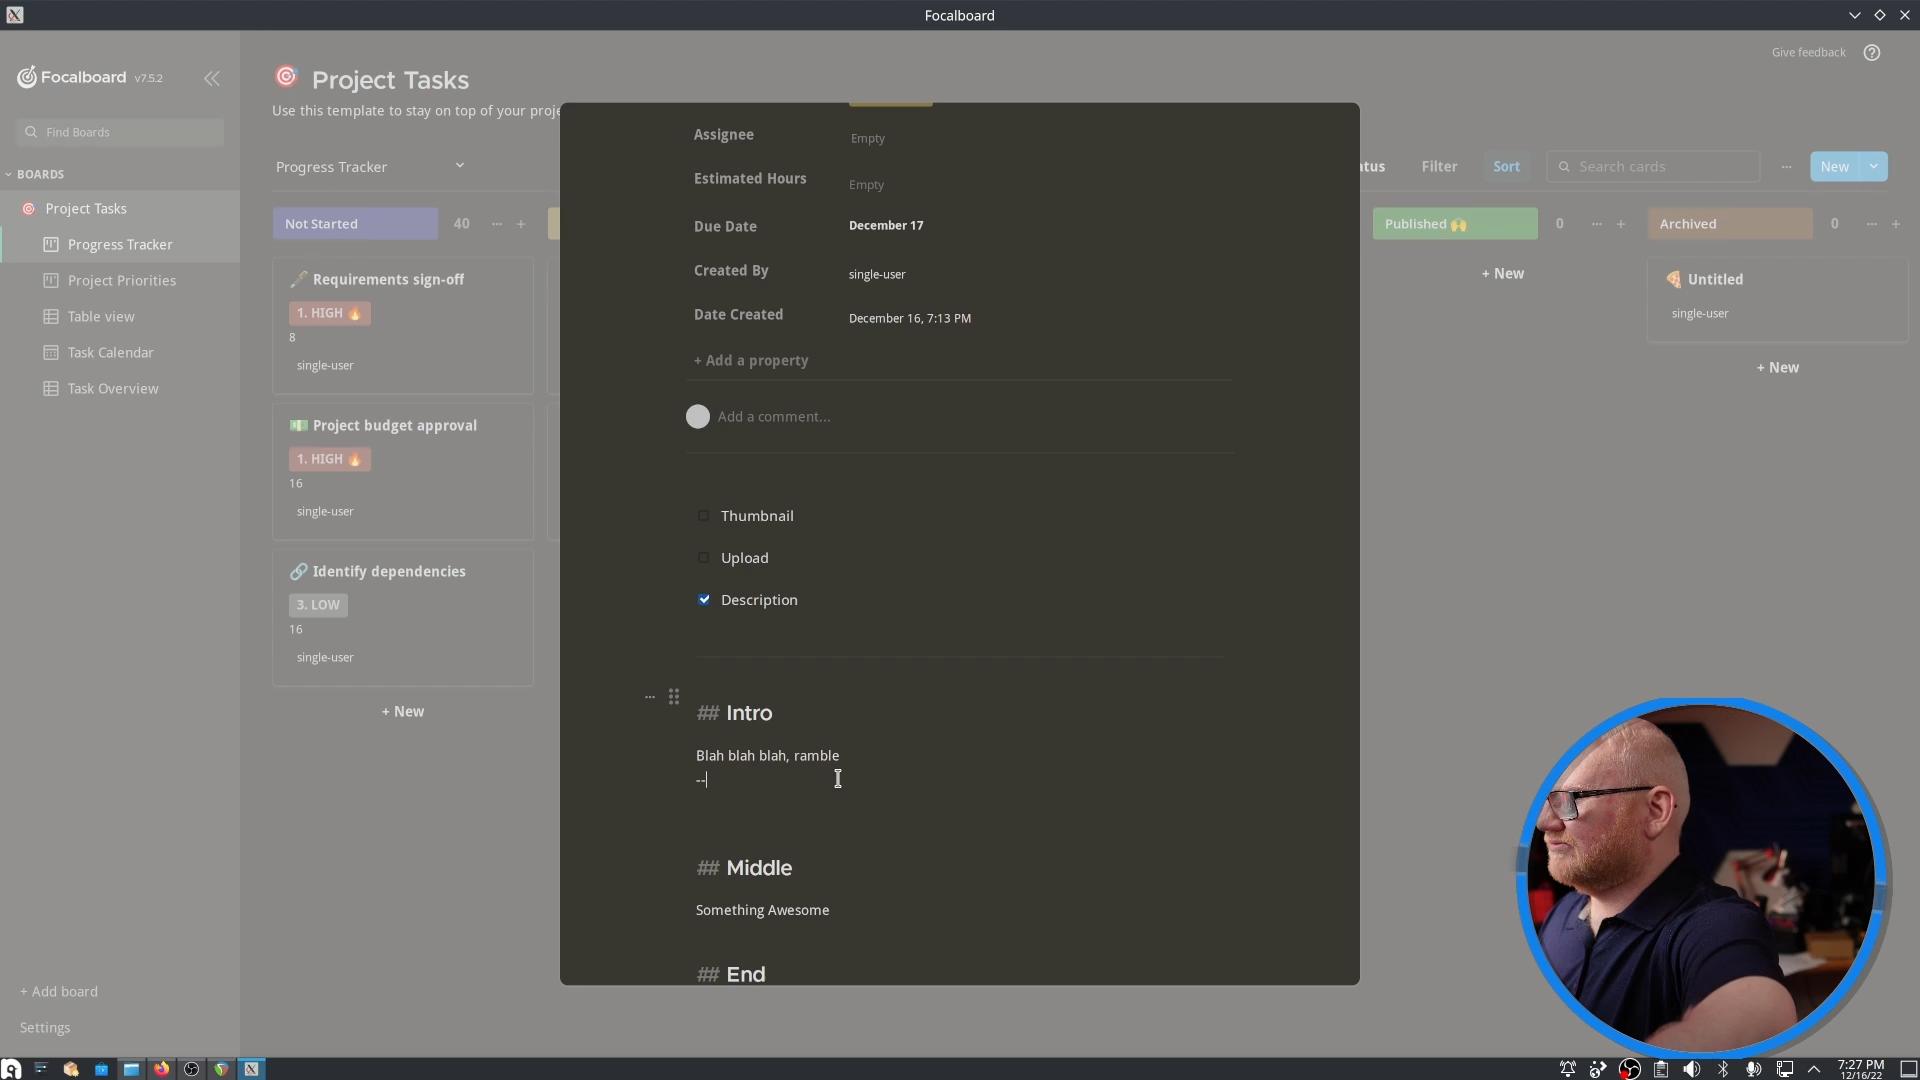 Focalboard
Give feedback
Focalboard v7.5.2
Find Boards
BOARDS
Project Tasks
Progress Tracker
Project Priorities
Table view
Task Calendar
Task Overview
+ Add board
Settings
Project Tasks
Use this template to stay on top of your proje
Progress Tracker
atus
Filter
Sort
Search cards
New
Not Started 40
Requirements sign-off
1. HIGH
8
single-user
Project budget approval
1. HIGH
16
single-user
Identify dependencies
3. LOW
16
single-user
+ New
Assignee Empty
Estimated Hours Empty
Due Date December 17
Created By single-user
Date Created December 16, 7:13 PM
+ Add a property
Add a comment...
Thumbnail
Upload
Description
## Intro
Blah blah blah, ramble
--
## Middle
Something Awesome
## End
Published 0
+ New
Archived 0
Untitled
single-user
+ New
7:27 PM
12/16/22